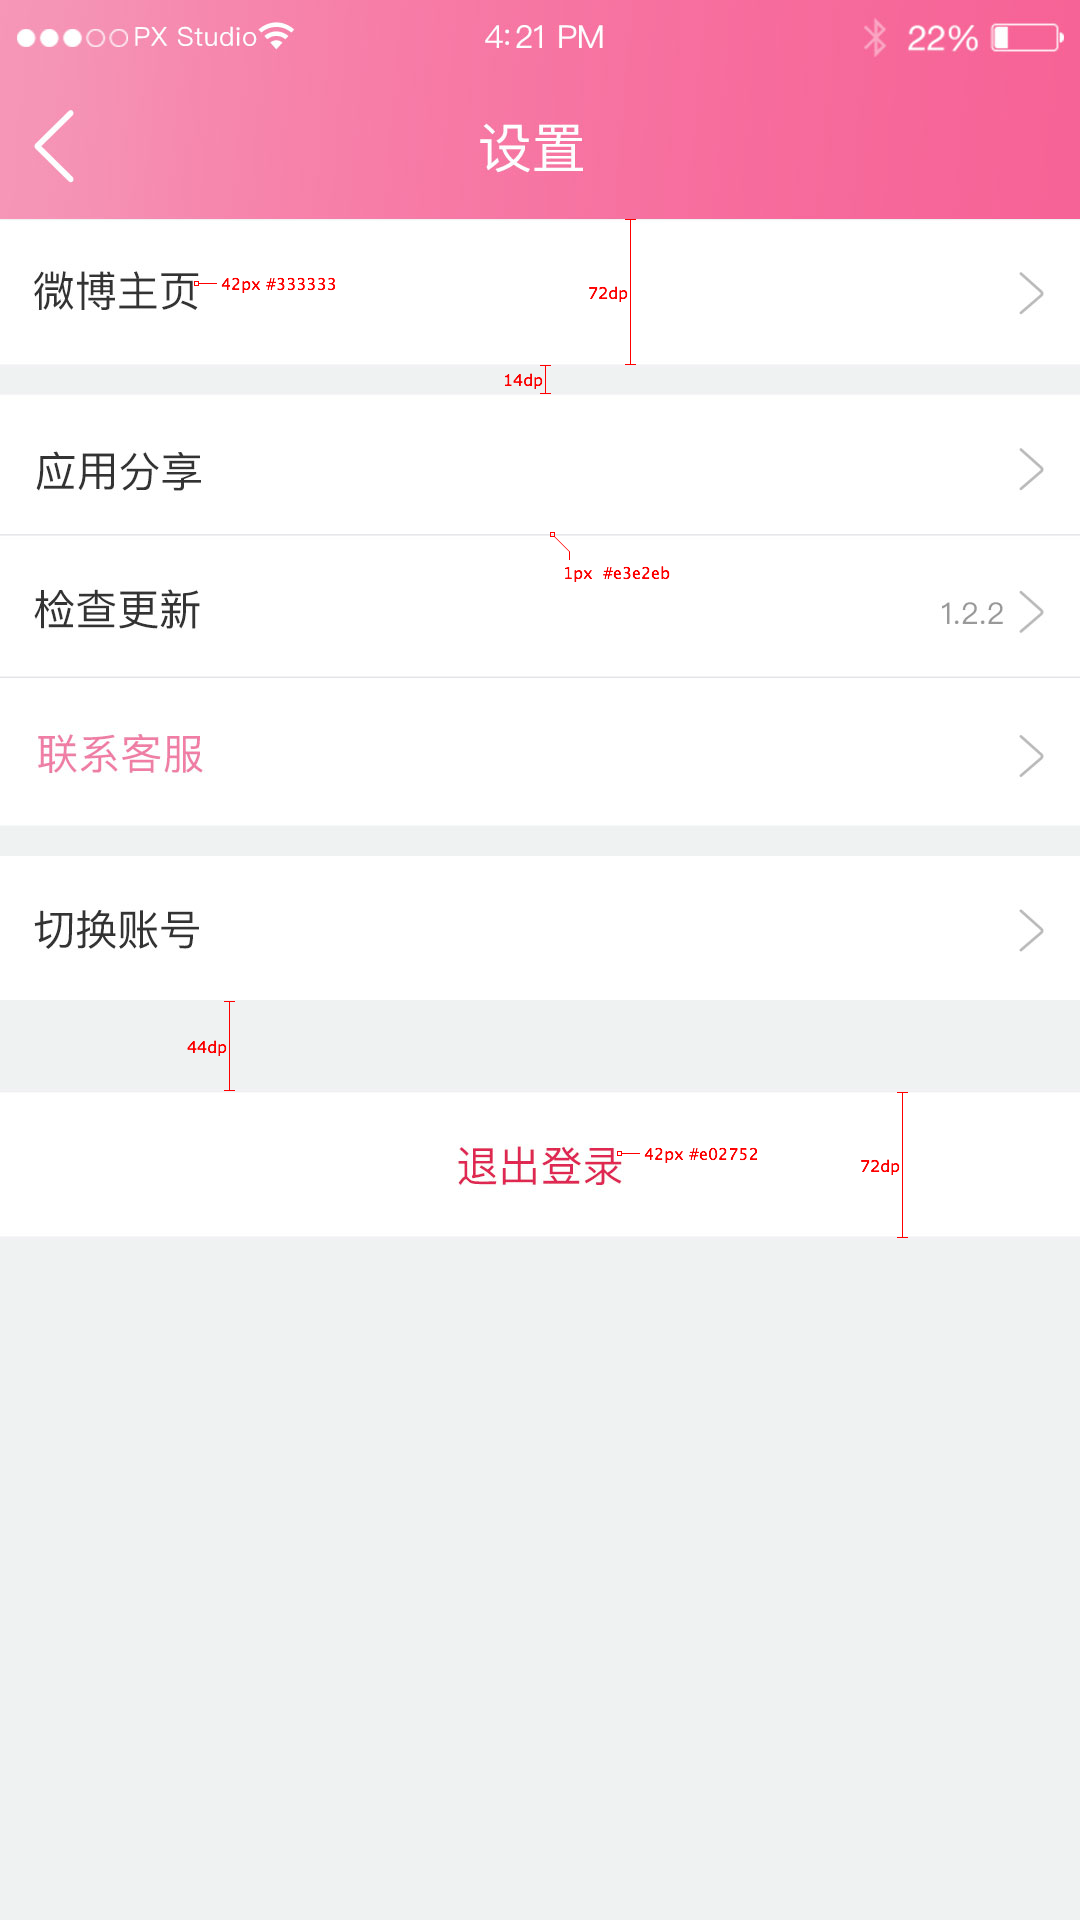 PX Studio 4:21 PM 22%
设置
微博主页 42px #333333 72dp
14dp
应用分享
1px #e3e2eb
检查更新 1.2.2
联系客服
切换账号
44dp
退出登录 42px #e02752 72dp